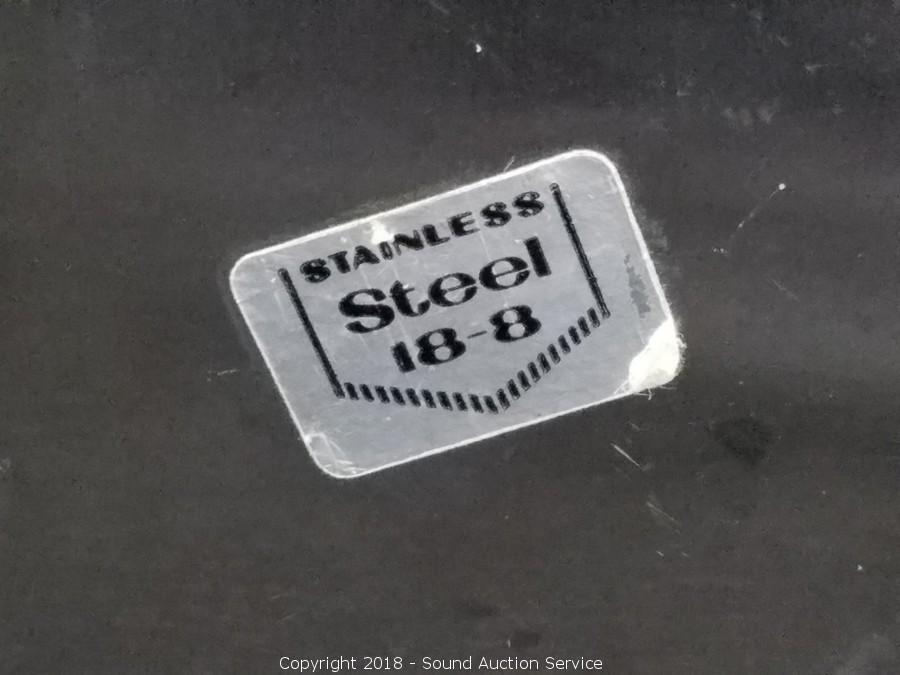 STAINLESS
Steel
18-8
Copyright 2018 - Sound Auction Service